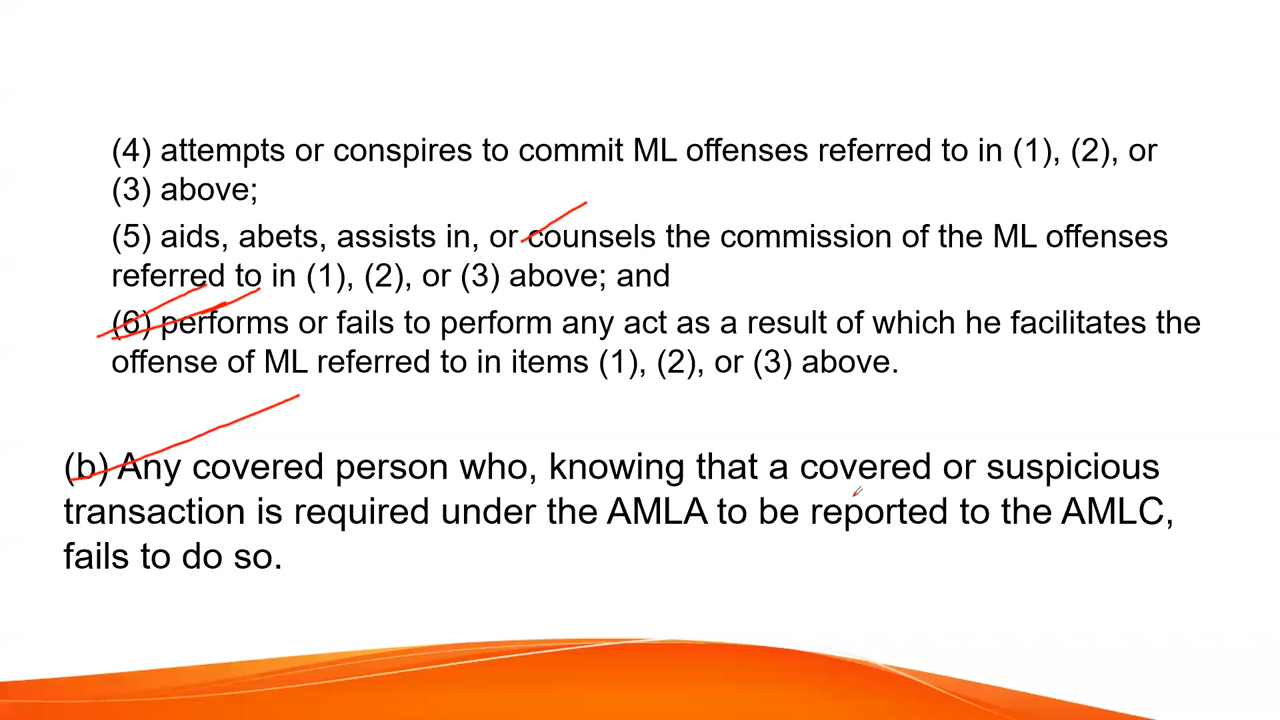 (4) attempts or conspires to commit ML offenses referred to in (1), (2), or
(3) above;
(5) aids, abets, assists in, or counsels the commission of the ML offenses
referred to in (1), (2), or (3) above; and
(6) performs or fails to perform any act as a result of which he facilitates the
offense of ML referred to in items (1), (2), or (3) above.
(b) Any covered person who, knowing that a covered or suspicious
transaction is required under the AMLA to be reported to the AMLC,
fails to do so.